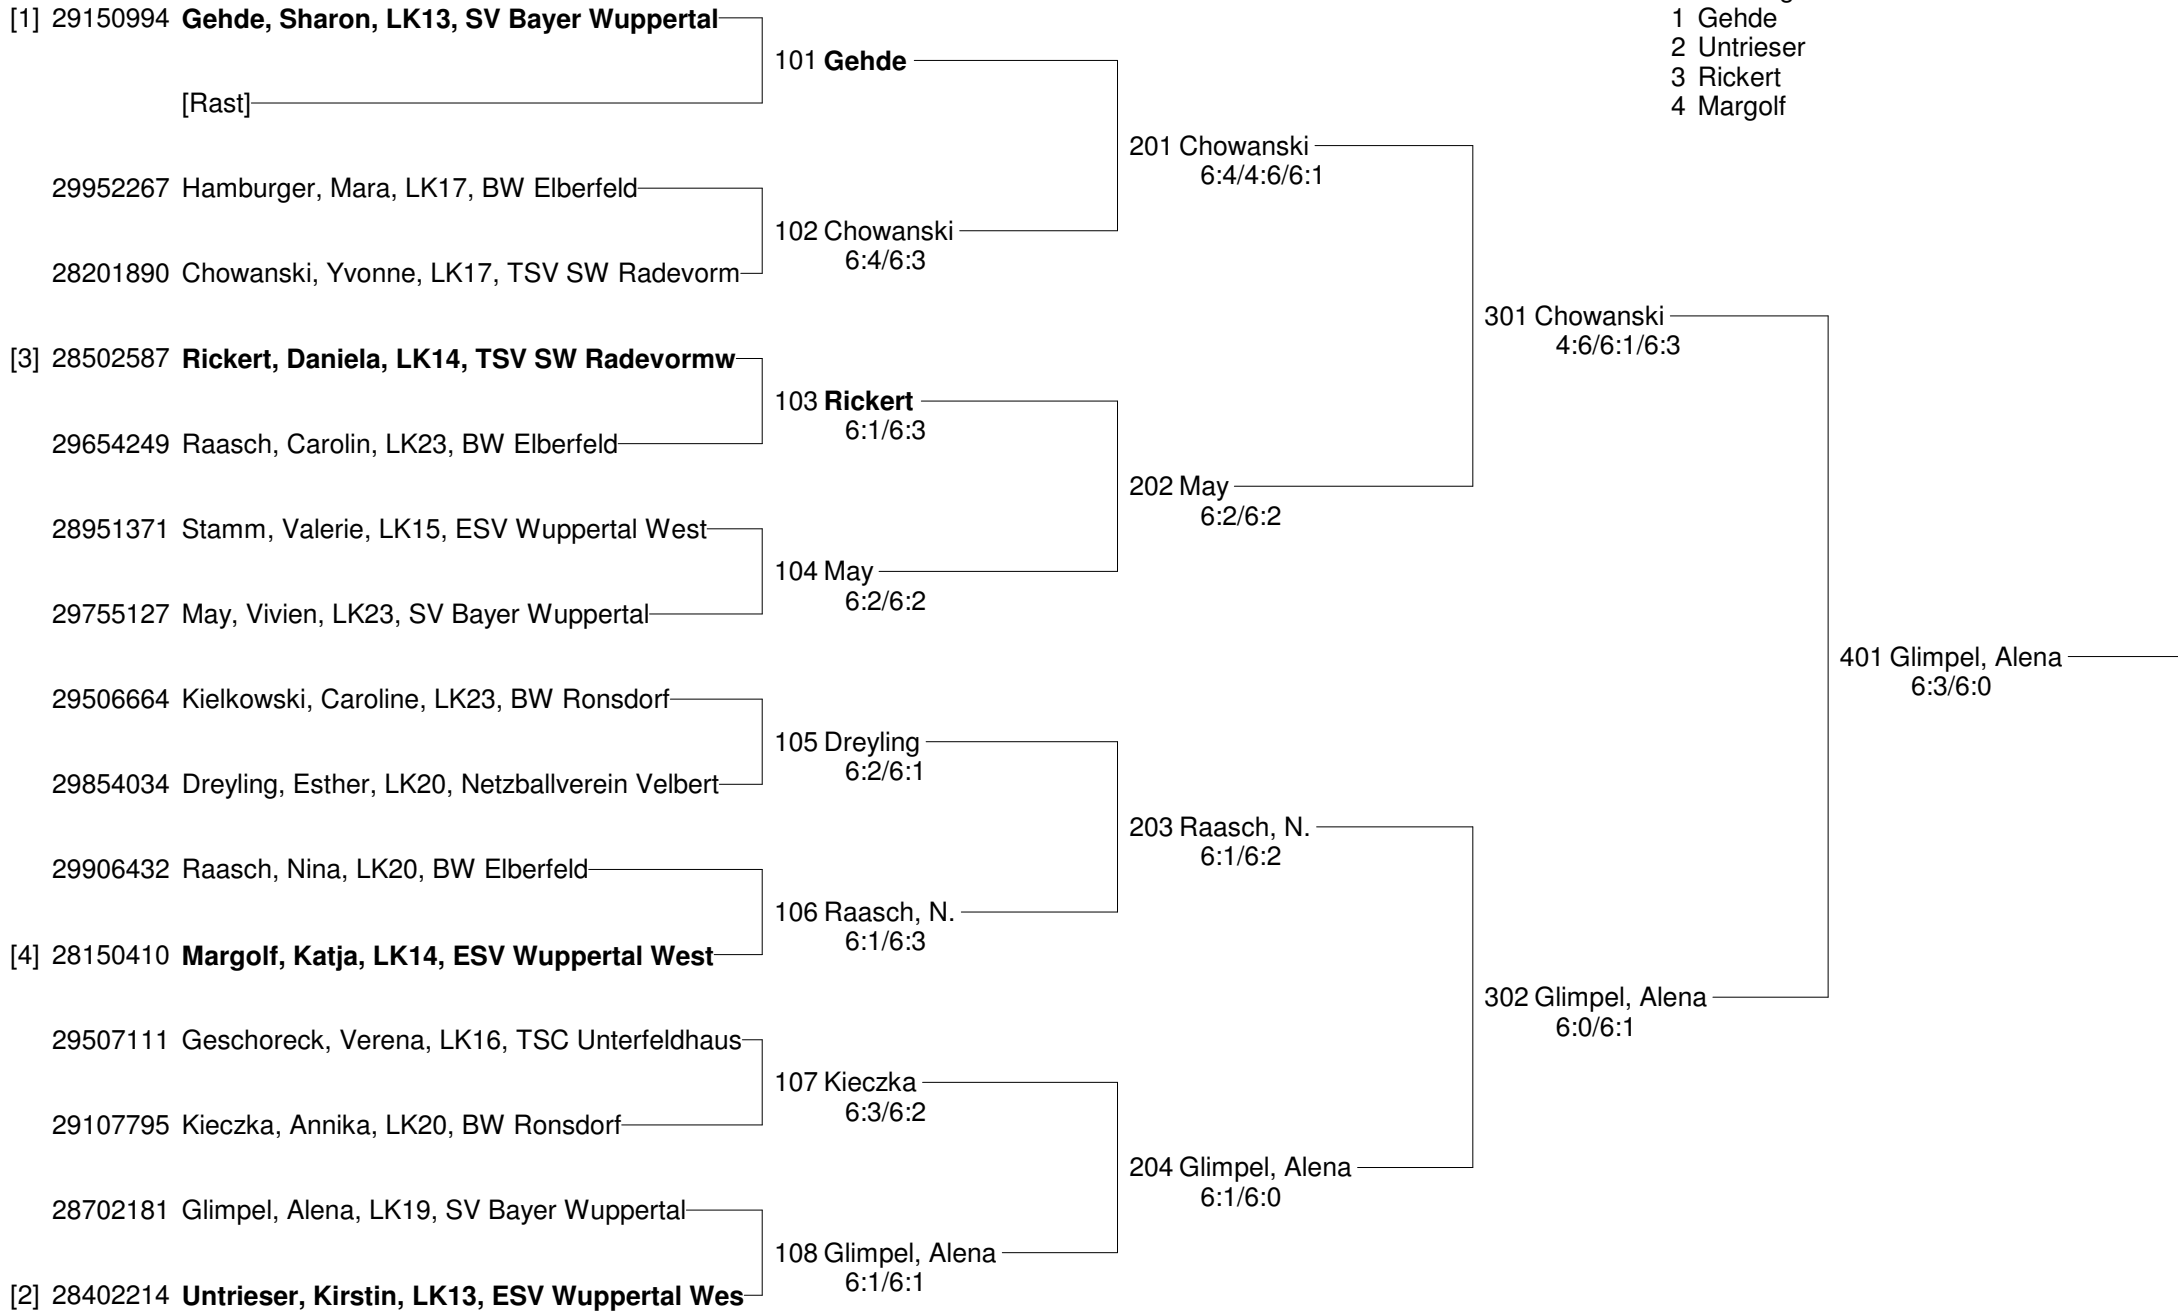 [1] 29150994 Gehde, Sharon, LK13, SV Bayer Wuppertal
[Rast]
29952267 Hamburger, Mara, LK17, BW Elberfeld
28201890 Chowanski, Yvonne, LK17, TSV SW Radevorm
[3] 28502587 Rickert, Daniela, LK14, TSV SW Radevormw
29654249 Raasch, Carolin, LK23, BW Elberfeld
28951371 Stamm, Valerie, LK15, ESV Wuppertal West
29755127 May, Vivien, LK23, SV Bayer Wuppertal
29506664 Kielkowski, Caroline, LK23, BW Ronsdorf
29854034 Dreyling, Esther, LK20, Netzballverein Velbert
29906432 Raasch, Nina, LK20, BW Elberfeld
[4] 28150410 Margolf, Katja, LK14, ESV Wuppertal West
29507111 Geschoreck, Verena, LK16, TSC Unterfeldhaus
29107795 Kieczka, Annika, LK20, BW Ronsdorf
28702181 Glimpel, Alena, LK19, SV Bayer Wuppertal
[2] 28402214 Untrieser, Kirstin, LK13, ESV Wuppertal Wes
101 Gehde
102 Chowanski
6:4/6:3
103 Rickert
6:1/6:3
104 May
6:2/6:2
105 Dreyling
6:2/6:1
106 Raasch, N.
6:1/6:3
107 Kieczka
6:3/6:2
108 Glimpel, Alena
6:1/6:1
201 Chowanski
6:4/4:6/6:1
202 May
6:2/6:2
203 Raasch, N.
6:1/6:2
204 Glimpel, Alena
6:1/6:0
301 Chowanski
4:6/6:1/6:3
302 Glimpel, Alena
6:0/6:1
401 Glimpel, Alena
6:3/6:0
1 Gehde
2 Untrieser
3 Rickert
4 Margolf